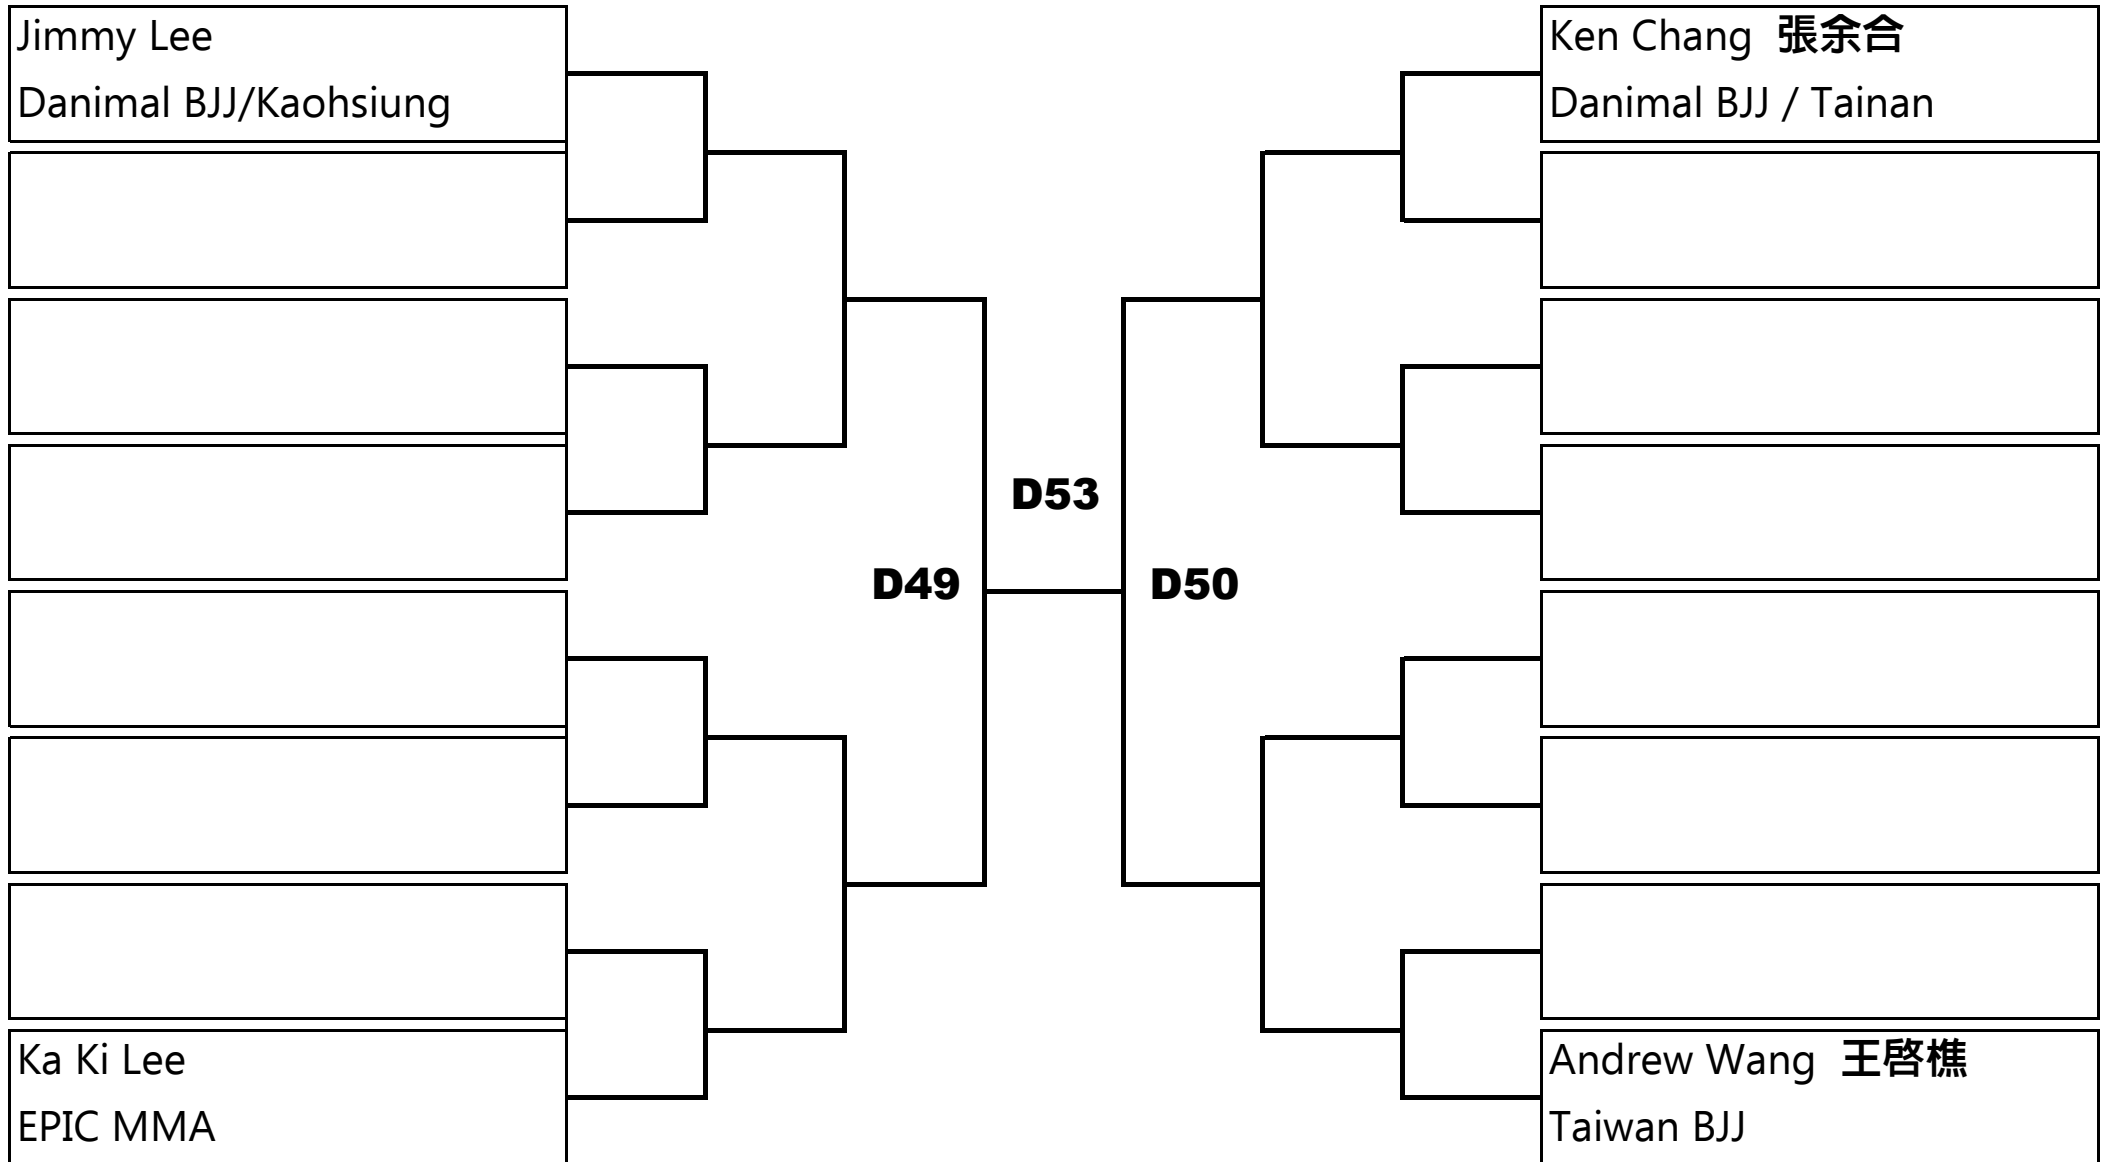 Jimmy Lee
Danimal BJJ/Kaohsiung
Ka Ki Lee
EPIC MMA
D49
D53
D50
Ken Chang 張余合
Danimal BJJ / Tainan
Andrew Wang 王啓樵
Taiwan BJJ